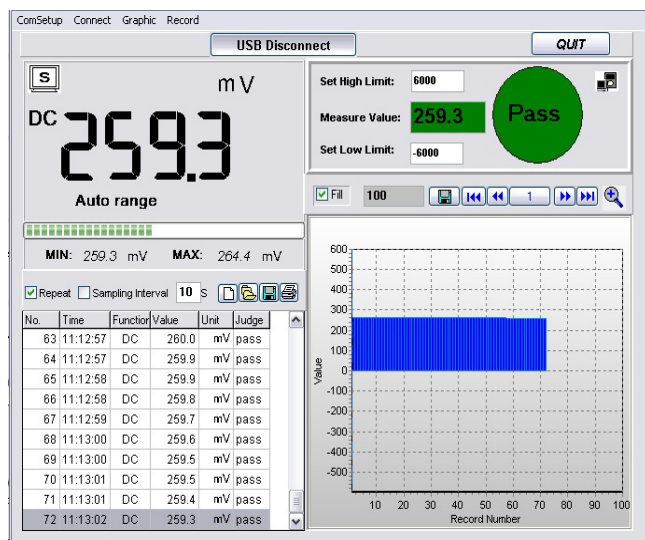 ComSetup Connect Graphic Record
USB Disconnect
QUIT
S
mV
DC
259.3
Auto range
MIN: 259.3 mV MAX: 264.4 mV
Set High Limit: 6000
Measure Value: 259.3
Set Low Limit: -6000
Pass
Fill 100 1
Repeat Sampling Interval 10 S
No. Time Function Value Unit Judge
63 11:12:57 DC 260.0 mV pass
64 11:12:57 DC 259.9 mV pass
65 11:12:58 DC 259.9 mV pass
66 11:12:58 DC 259.8 mV pass
67 11:12:59 DC 259.7 mV pass
68 11:13:00 DC 259.6 mV pass
69 11:13:00 DC 259.5 mV pass
70 11:13:01 DC 259.5 mV pass
71 11:13:01 DC 259.4 mV pass
72 11:13:02 DC 259.3 mV pass
600
500
400
300
200
100
0
-100
-200
-300
-400
-500
Value
10 20 30 40 50 60 70 80 90 100
Record Number